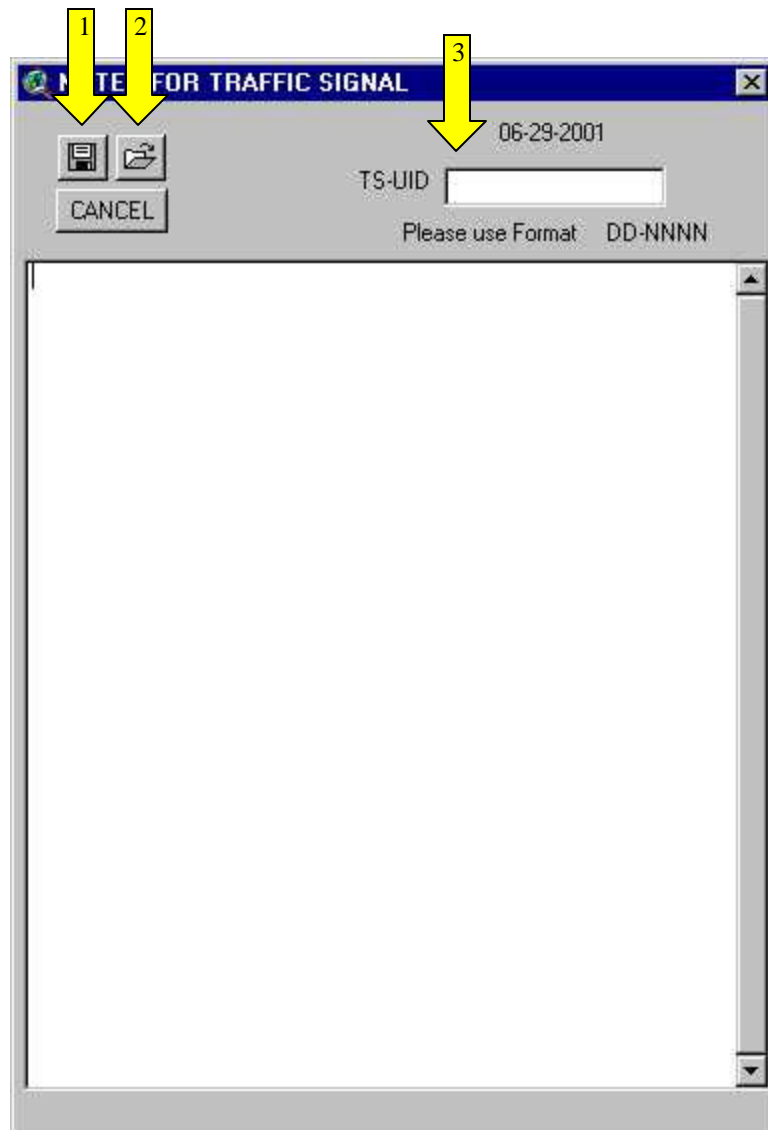 1
2
3
FOR TRAFFIC SIGNAL
06-29-2001
TS-UID
CANCEL
Please use Format DD-NNNN